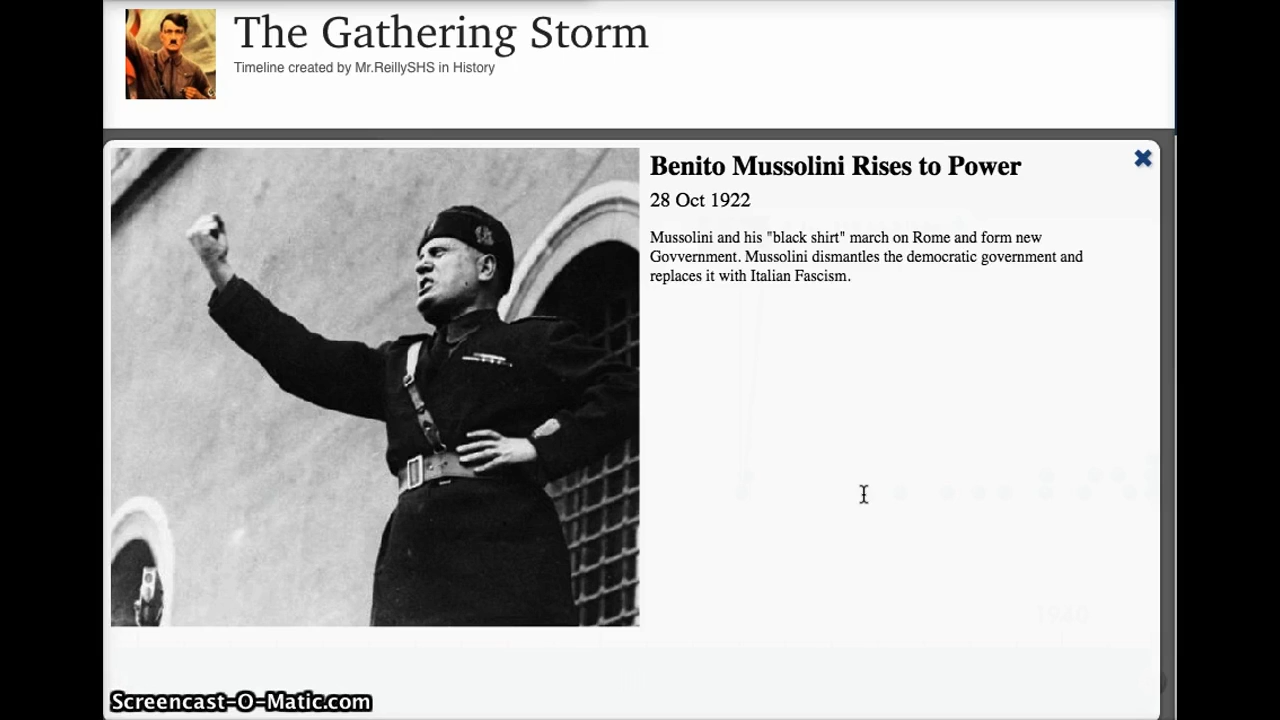 The Gathering Storm
Timeline created by Mr.ReillySHS in History
Benito Mussolini Rises to Power
28 Oct 1922
Mussolini and his "black shirt" march on Rome and form new
Govvernment. Mussolini dismantles the democratic government and
replaces it with Italian Fascism.
1940
Screencast-O-Matic.com